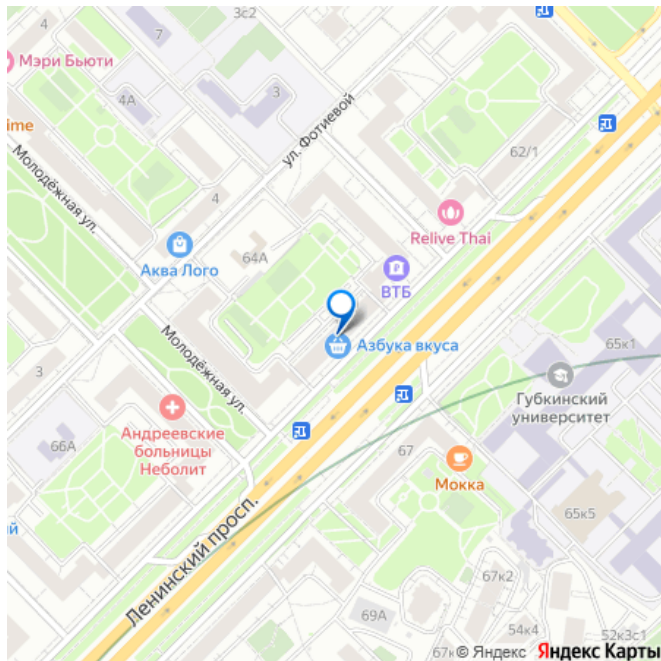 3с2
7
Мэри Бьюти
3
4А
ул. Фотиевой
ime
62/1
Молодёжная ул.
4
Relive Thai
Аква Лого
64А
ВТБ
Азбука вкуса
65к1
Молодёжная ул.
3
Губкинский
университет
Андреевские
больницы
Неболит
66А
67
Мокка
ий
65к5
Ленинский просп.
67к2
69А
54к4
52к3с1
67к
© Яндекс Яндекс Карты